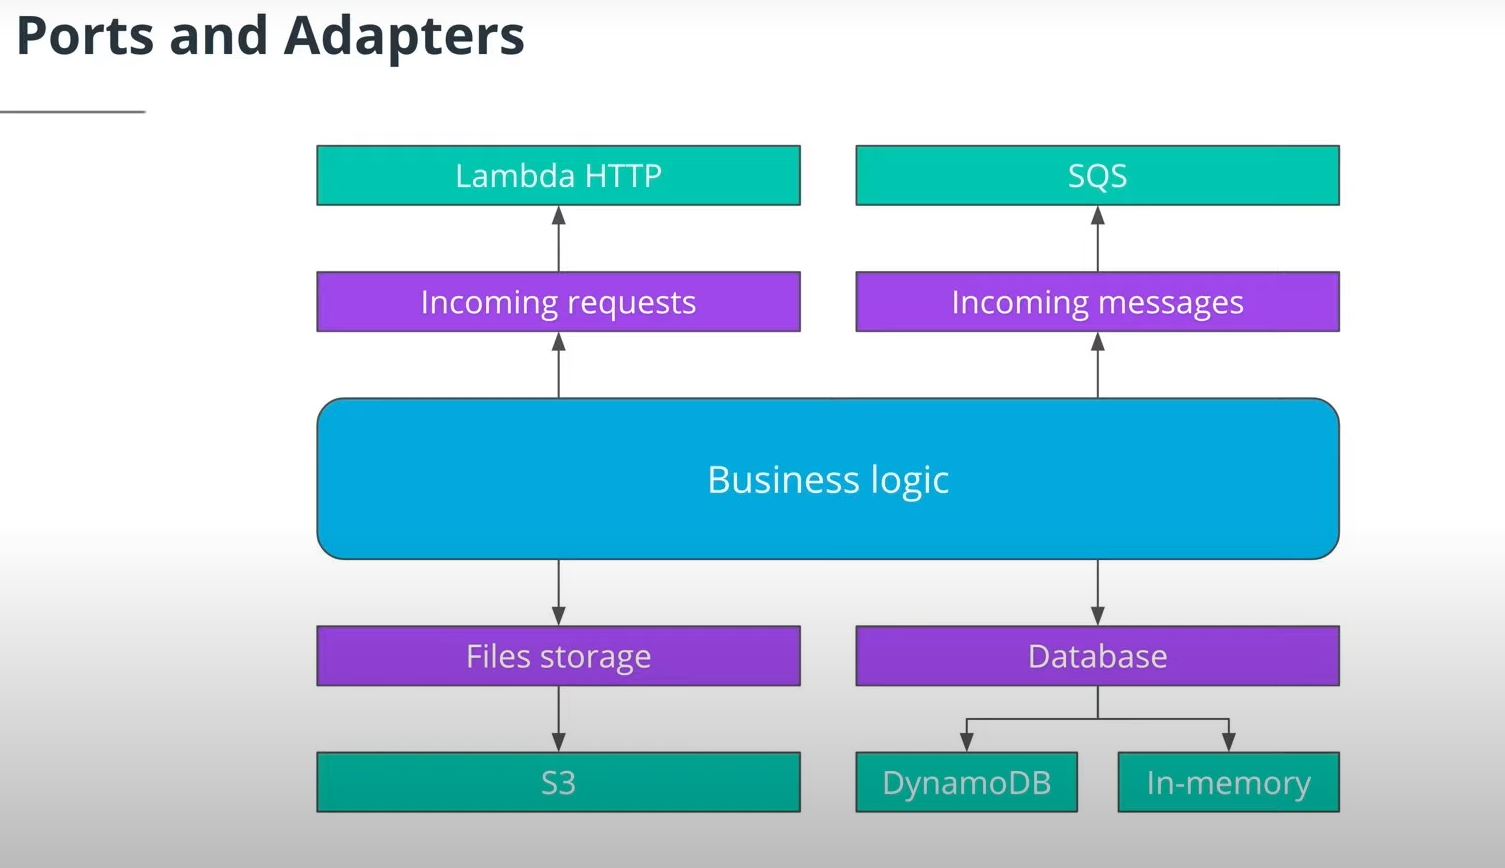 Ports and Adapters
Lambda HTTP
SQS
Incoming requests
Incoming messages
Business logic
Files storage
Database
S3
DynamoDB
In-memory